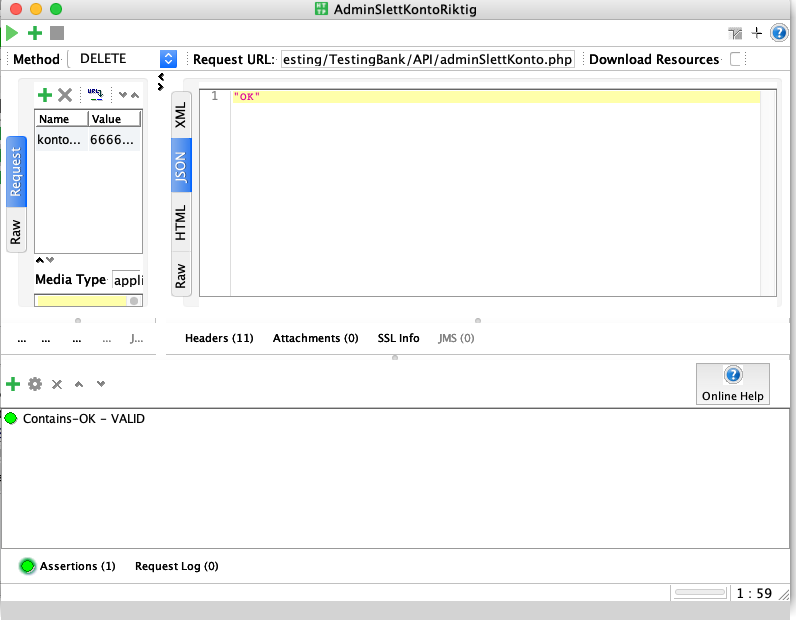 AdminSlettKontoRiktig
Method DELETE Request URL: esting/TestingBank/API/adminSlettKonto.php Download Resources
Name Value
konto... 6666...
Request
Raw
Media Type appli
XML
JSON
HTML
Raw
1 "OK"
... ... ... ... J...
Headers (11) Attachments (0) SSL Info JMS (0)
Online Help
Contains-OK - VALID
Assertions (1) Request Log (0)
1 : 59